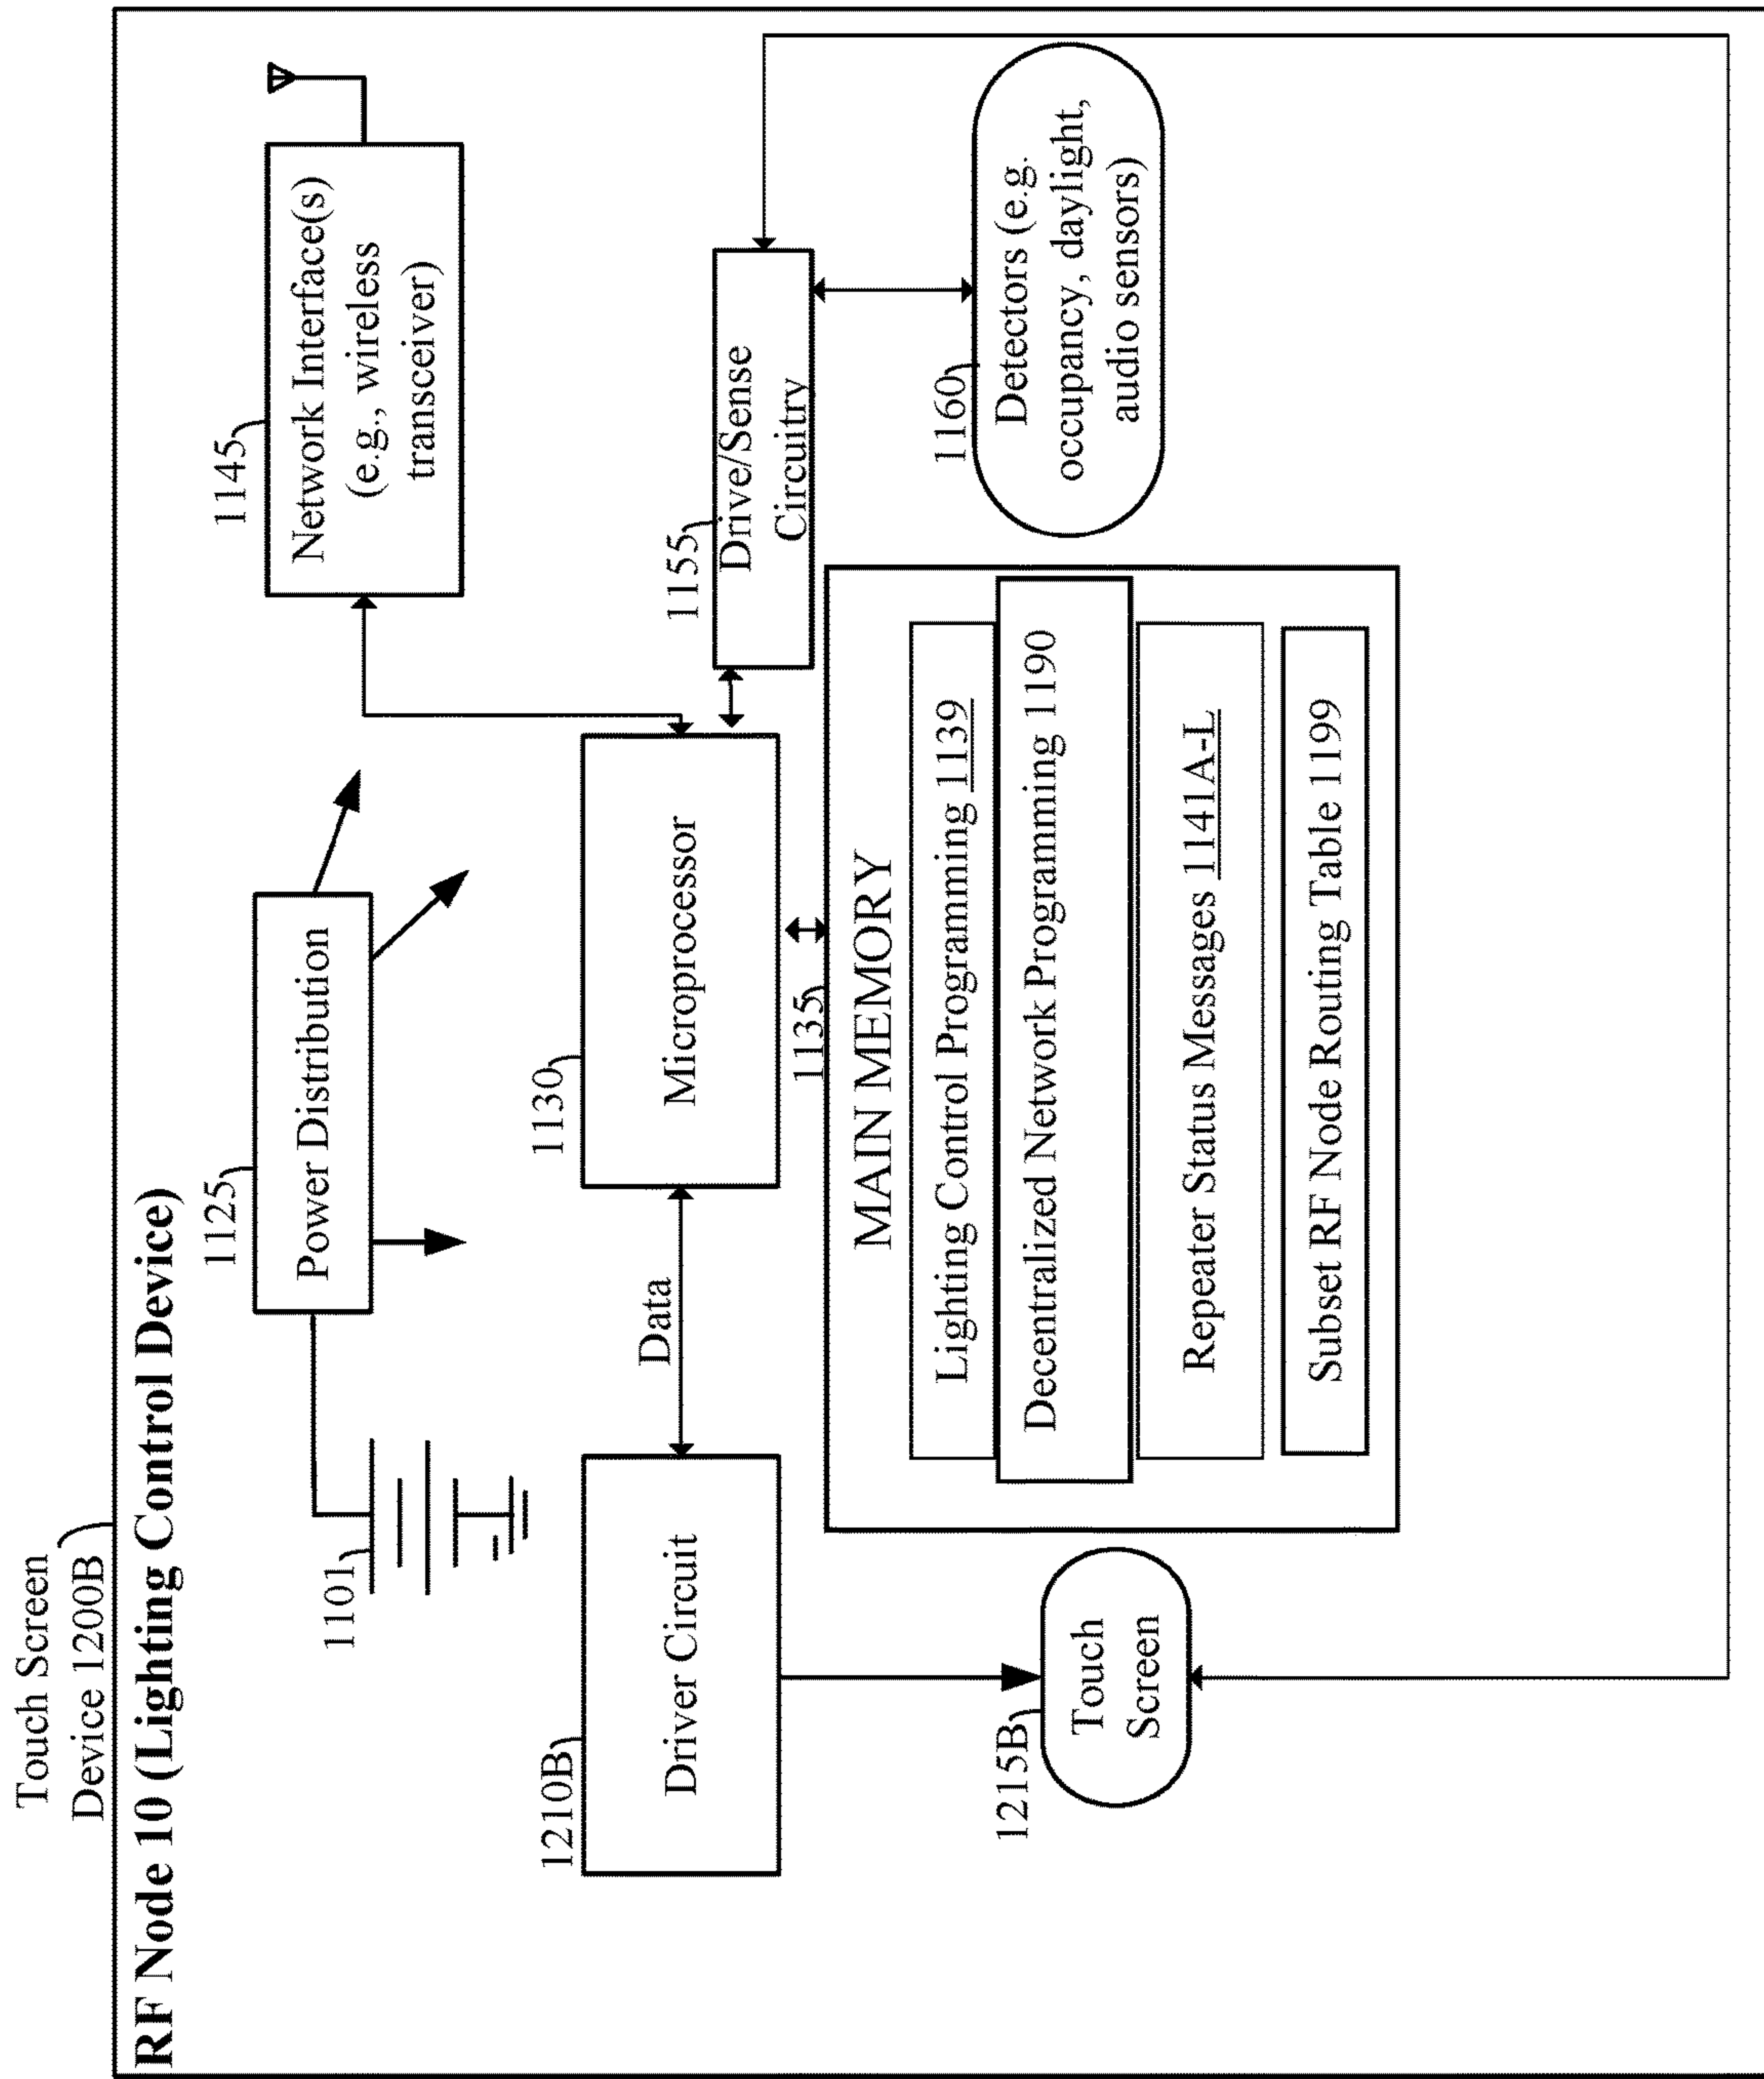 Touch Screen
Device 1200B
RF Node 10 (Lighting Control Device)
1101
1125
Power Distribution
1145
Network Interface(s)
(e.g., wireless
transceiver)
1210B
Driver Circuit
Data
1130
Microprocessor
1155
Drive/Sense
Circuitry
1135
MAIN MEMORY
Lighting Control Programming 1139
Decentralized Network Programming 1190
Repeater Status Messages 1141A-L
Subset RF Node Routing Table 1199
1160
Detectors (e.g.
occupancy, daylight,
audio sensors)
1215B
Touch
Screen